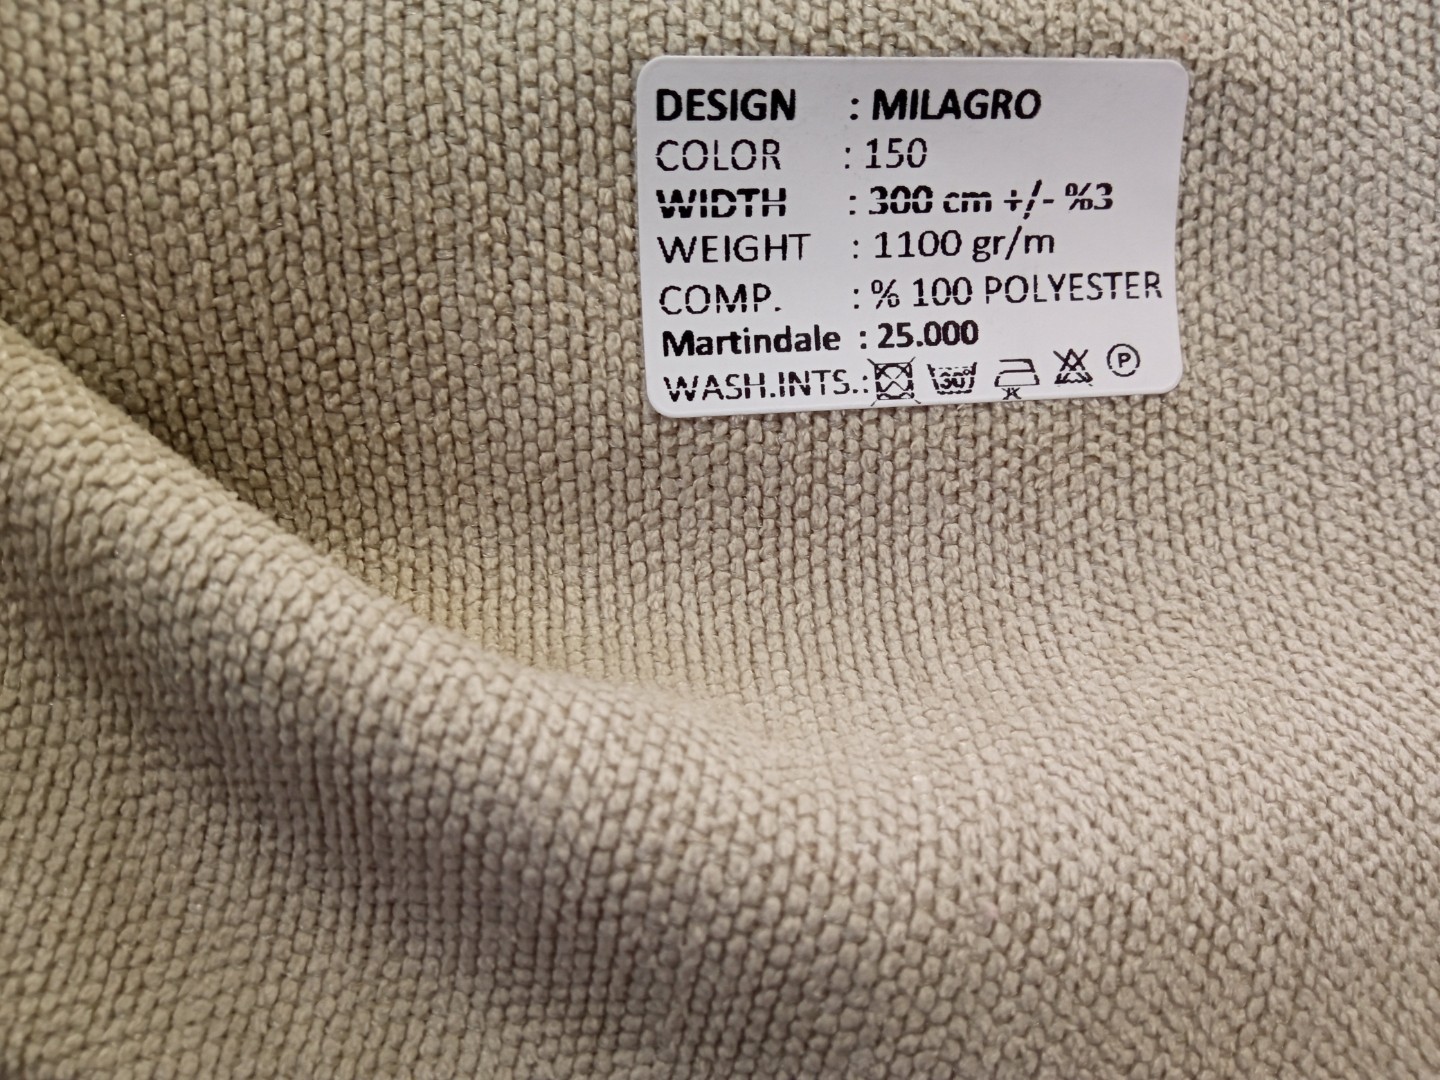 DESIGN : MILAGRO
COLOR : 150
WIDTH : 300 cm +/- %3
WEIGHT : 1100 gr/m
COMP. : % 100 POLYESTER
Martindale : 25.000
WASH.INTS.: 30° P